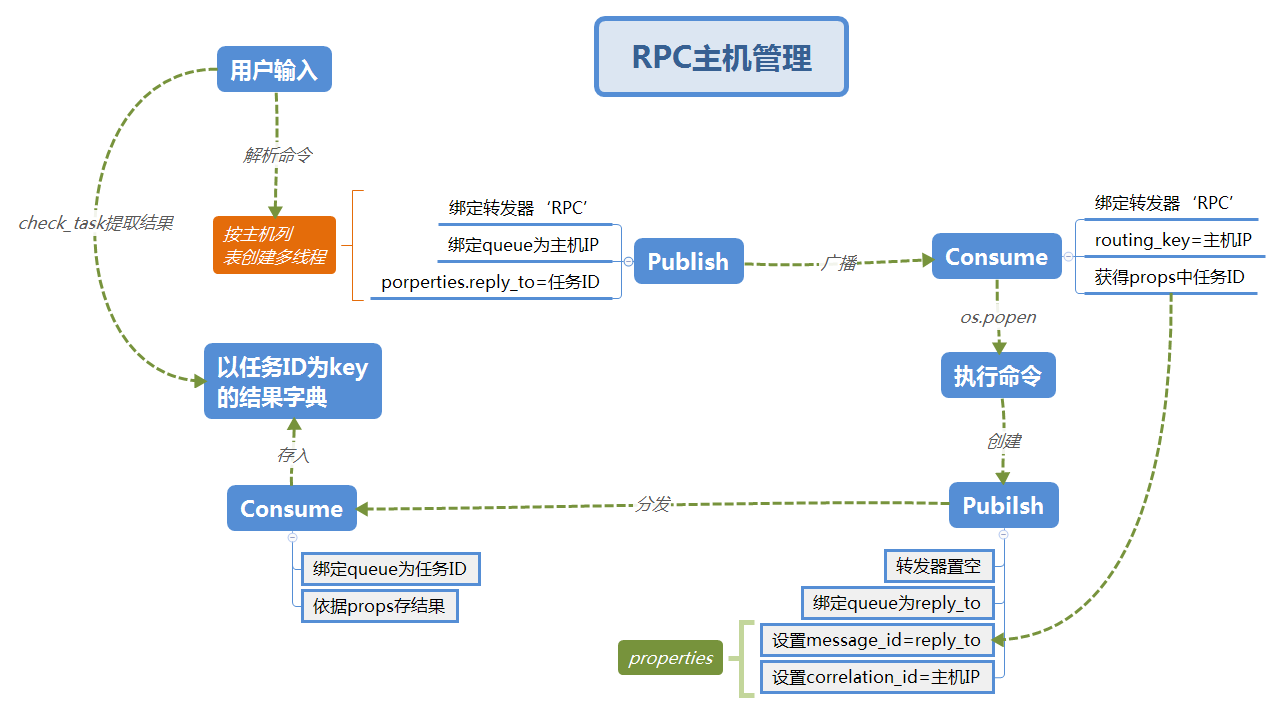 RPC主机管理
用户输入
解析命令
check_task提取结果
按主机列
表创建多线程
绑定转发器‘RPC’
绑定queue为主机IP
porperties.reply_to=任务ID
Publish
广播
Consume
绑定转发器‘RPC’
routing_key=主机IP
获得props中任务ID
os.popen
执行命令
创建
以任务ID为key
的结果字典
存入
Consume
绑定queue为任务ID
依据props存结果
分发
Pubilsh
转发器置空
绑定queue为reply_to
设置message_id=reply_to
设置correlation_id=主机IP
properties